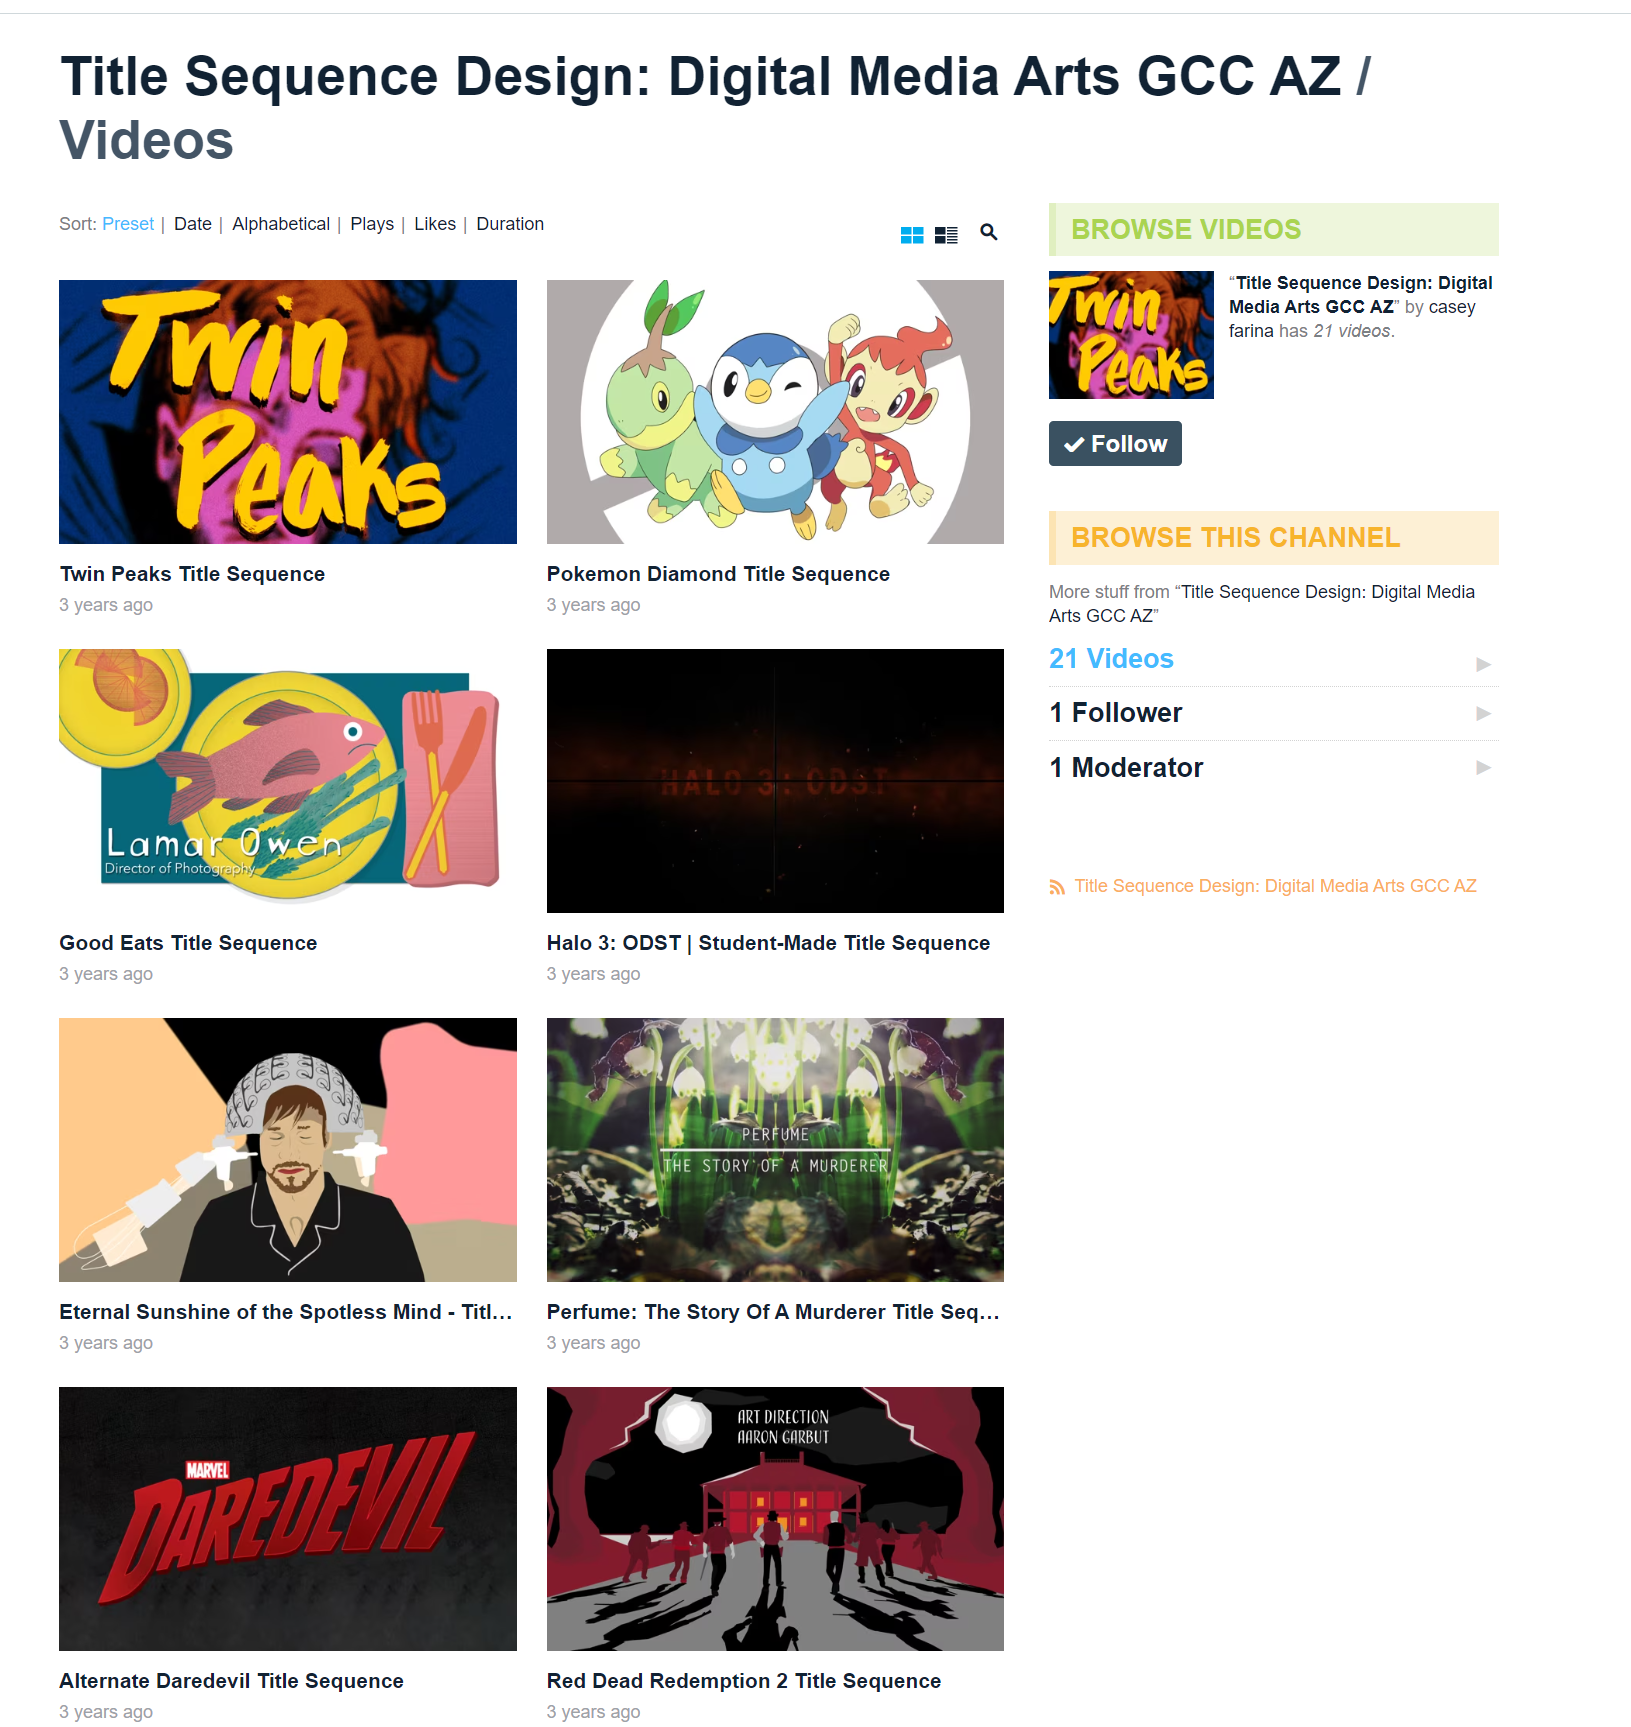 Title Sequence Design: Digital Media Arts GCC AZ /
Videos
Sort: Preset | Date | Alphabetical | Plays | Likes | Duration
Twin
Peaks
Twin Peaks Title Sequence
3 years ago
Pokemon Diamond Title Sequence
3 years ago
Lamar Owen
Director of Photography
Good Eats Title Sequence
3 years ago
HALO 3: ODST
Halo 3: ODST | Student-Made Title Sequence
3 years ago
Eternal Sunshine of the Spotless Mind - Titl...
3 years ago
PERFUME
THE STORY OF A MURDERER
Perfume: The Story Of A Murderer Title Seq...
3 years ago
MARVEL
DAREDEVIL
Alternate Daredevil Title Sequence
3 years ago
ART DIRECTION
AARON GARBUT
Red Dead Redemption 2 Title Sequence
3 years ago
BROWSE VIDEOS
Twin
Peaks
“Title Sequence Design: Digital
Media Arts GCC AZ” by casey
farina has 21 videos.
Follow
BROWSE THIS CHANNEL
More stuff from “Title Sequence Design: Digital Media
Arts GCC AZ”
21 Videos
1 Follower
1 Moderator
Title Sequence Design: Digital Media Arts GCC AZ